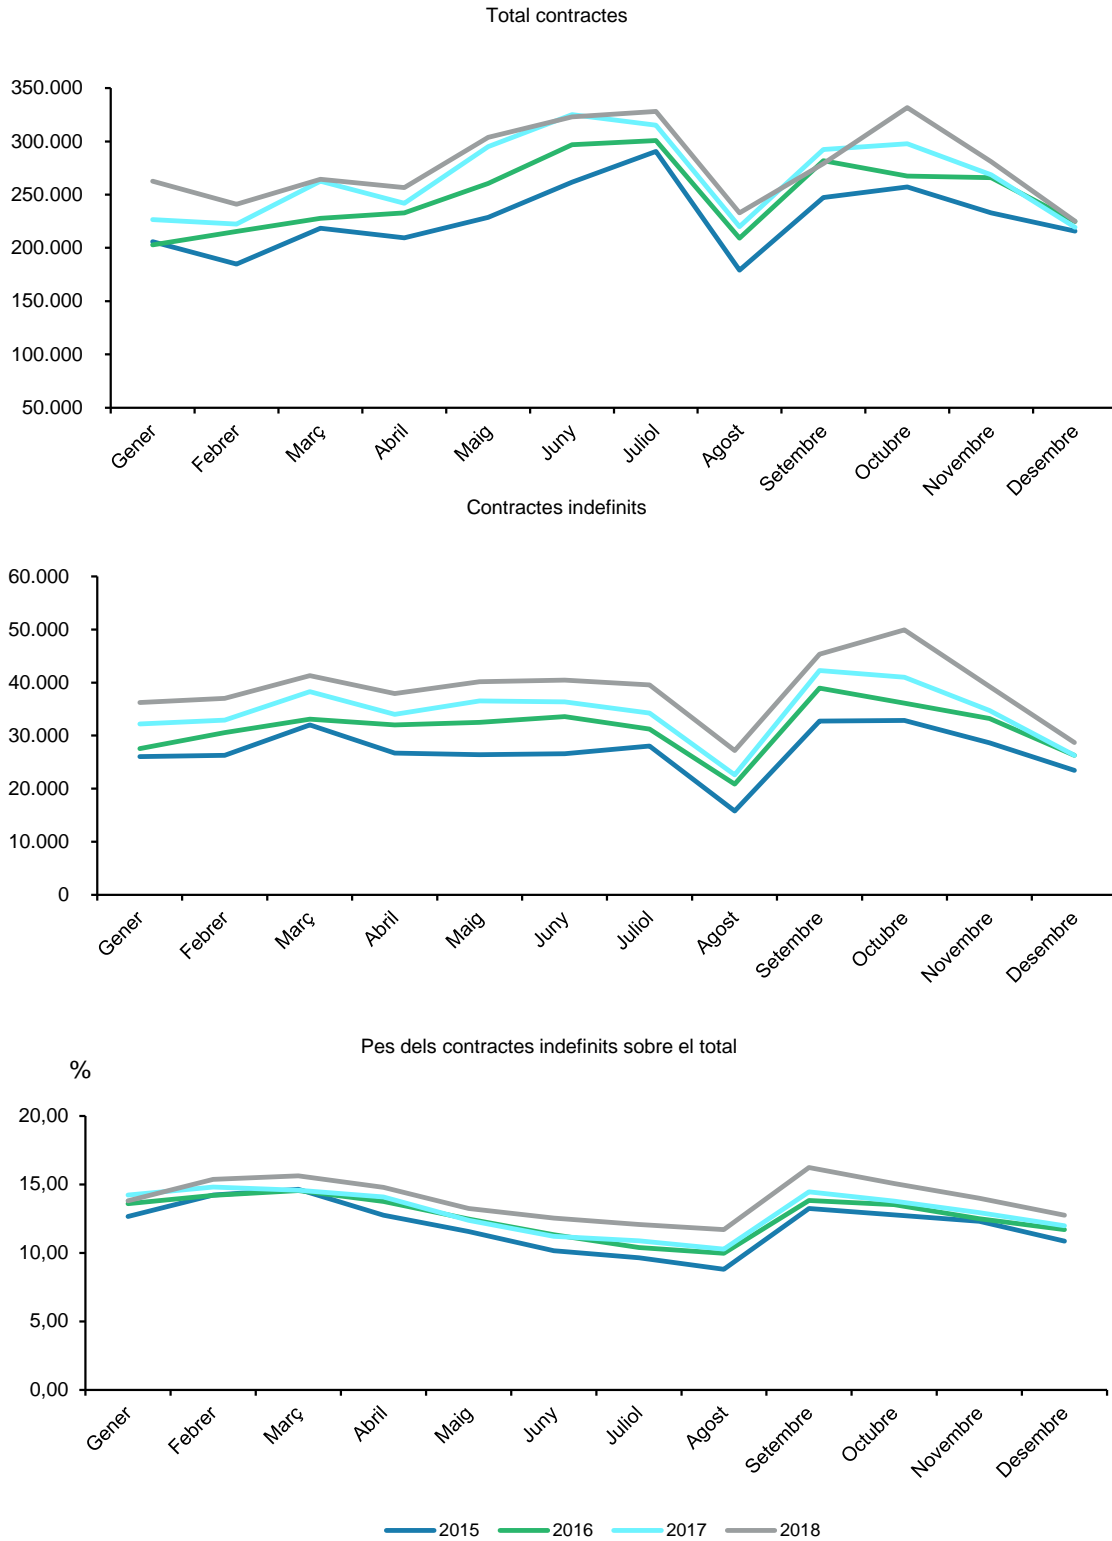 Total contractes
350.000
300.000
250.000
200.000
150.000
100.000
50.000
Gener
Febrer
Març
Abril
Maig
Juny
Juliol
Agost
Setembre
Octubre
Novembre
Desembre
Contractes indefinits
60.000
50.000
40.000
30.000
20.000
10.000
0
Gener
Febrer
Març
Abril
Maig
Juny
Juliol
Agost
Setembre
Octubre
Novembre
Desembre
Pes dels contractes indefinits sobre el total
%
20,00
15,00
10,00
5,00
0,00
Gener
Febrer
Març
Abril
Maig
Juny
Juliol
Agost
Setembre
Octubre
Novembre
Desembre
2015 2016 2017 2018